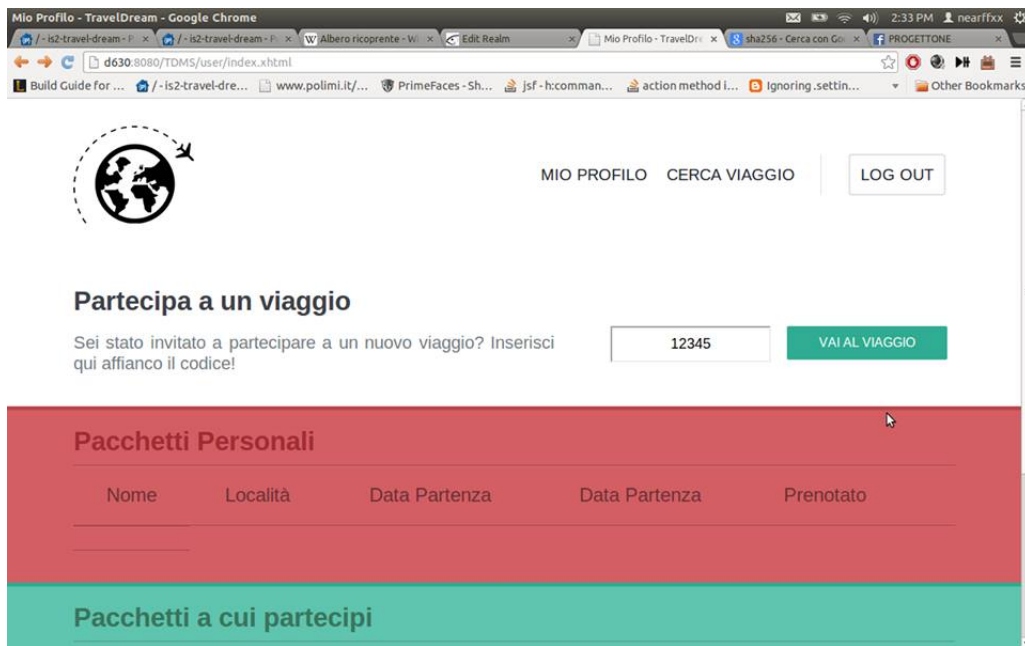 Mio Profilo - TravelDream - Google Chrome
2:33 PM nearffxx
/ - is2-travel-dream - P
/ - is2-travel-dream - P
Albero ricoprente - Wi
Edit Realm
Mio Profilo - TravelDre
sha256 - Cerca con Goo
PROGETTONE
d630:8080/TDMS/user/index.xhtml
Build Guide for ...
/ - is2-travel-dre...
www.polimi.it/...
PrimeFaces - Sh...
jsf - h:comman...
action method i...
Ignoring .settin...
Other Bookmarks
MIO PROFILO CERCA VIAGGIO LOG OUT
Partecipa a un viaggio
Sei stato invitato a partecipare a un nuovo viaggio? Inserisci
qui affianco il codice!
12345 VAI AL VIAGGIO
Pacchetti Personali
Nome Località Data Partenza Data Partenza Prenotato
Pacchetti a cui partecipi